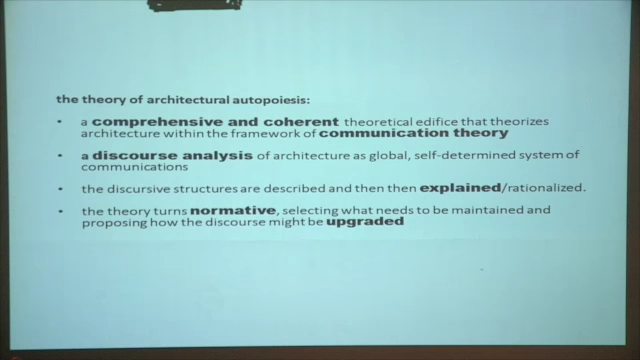 the theory of architectural autopoiesis:
• a comprehensive and coherent theoretical edifice that theorizes
architecture within the framework of communication theory
• a discourse analysis of architecture as global, self-determined system of
communications
• the discursive structures are described and then then explained/rationalized.
• the theory turns normative, selecting what needs to be maintained and
proposing how the discourse might be upgraded